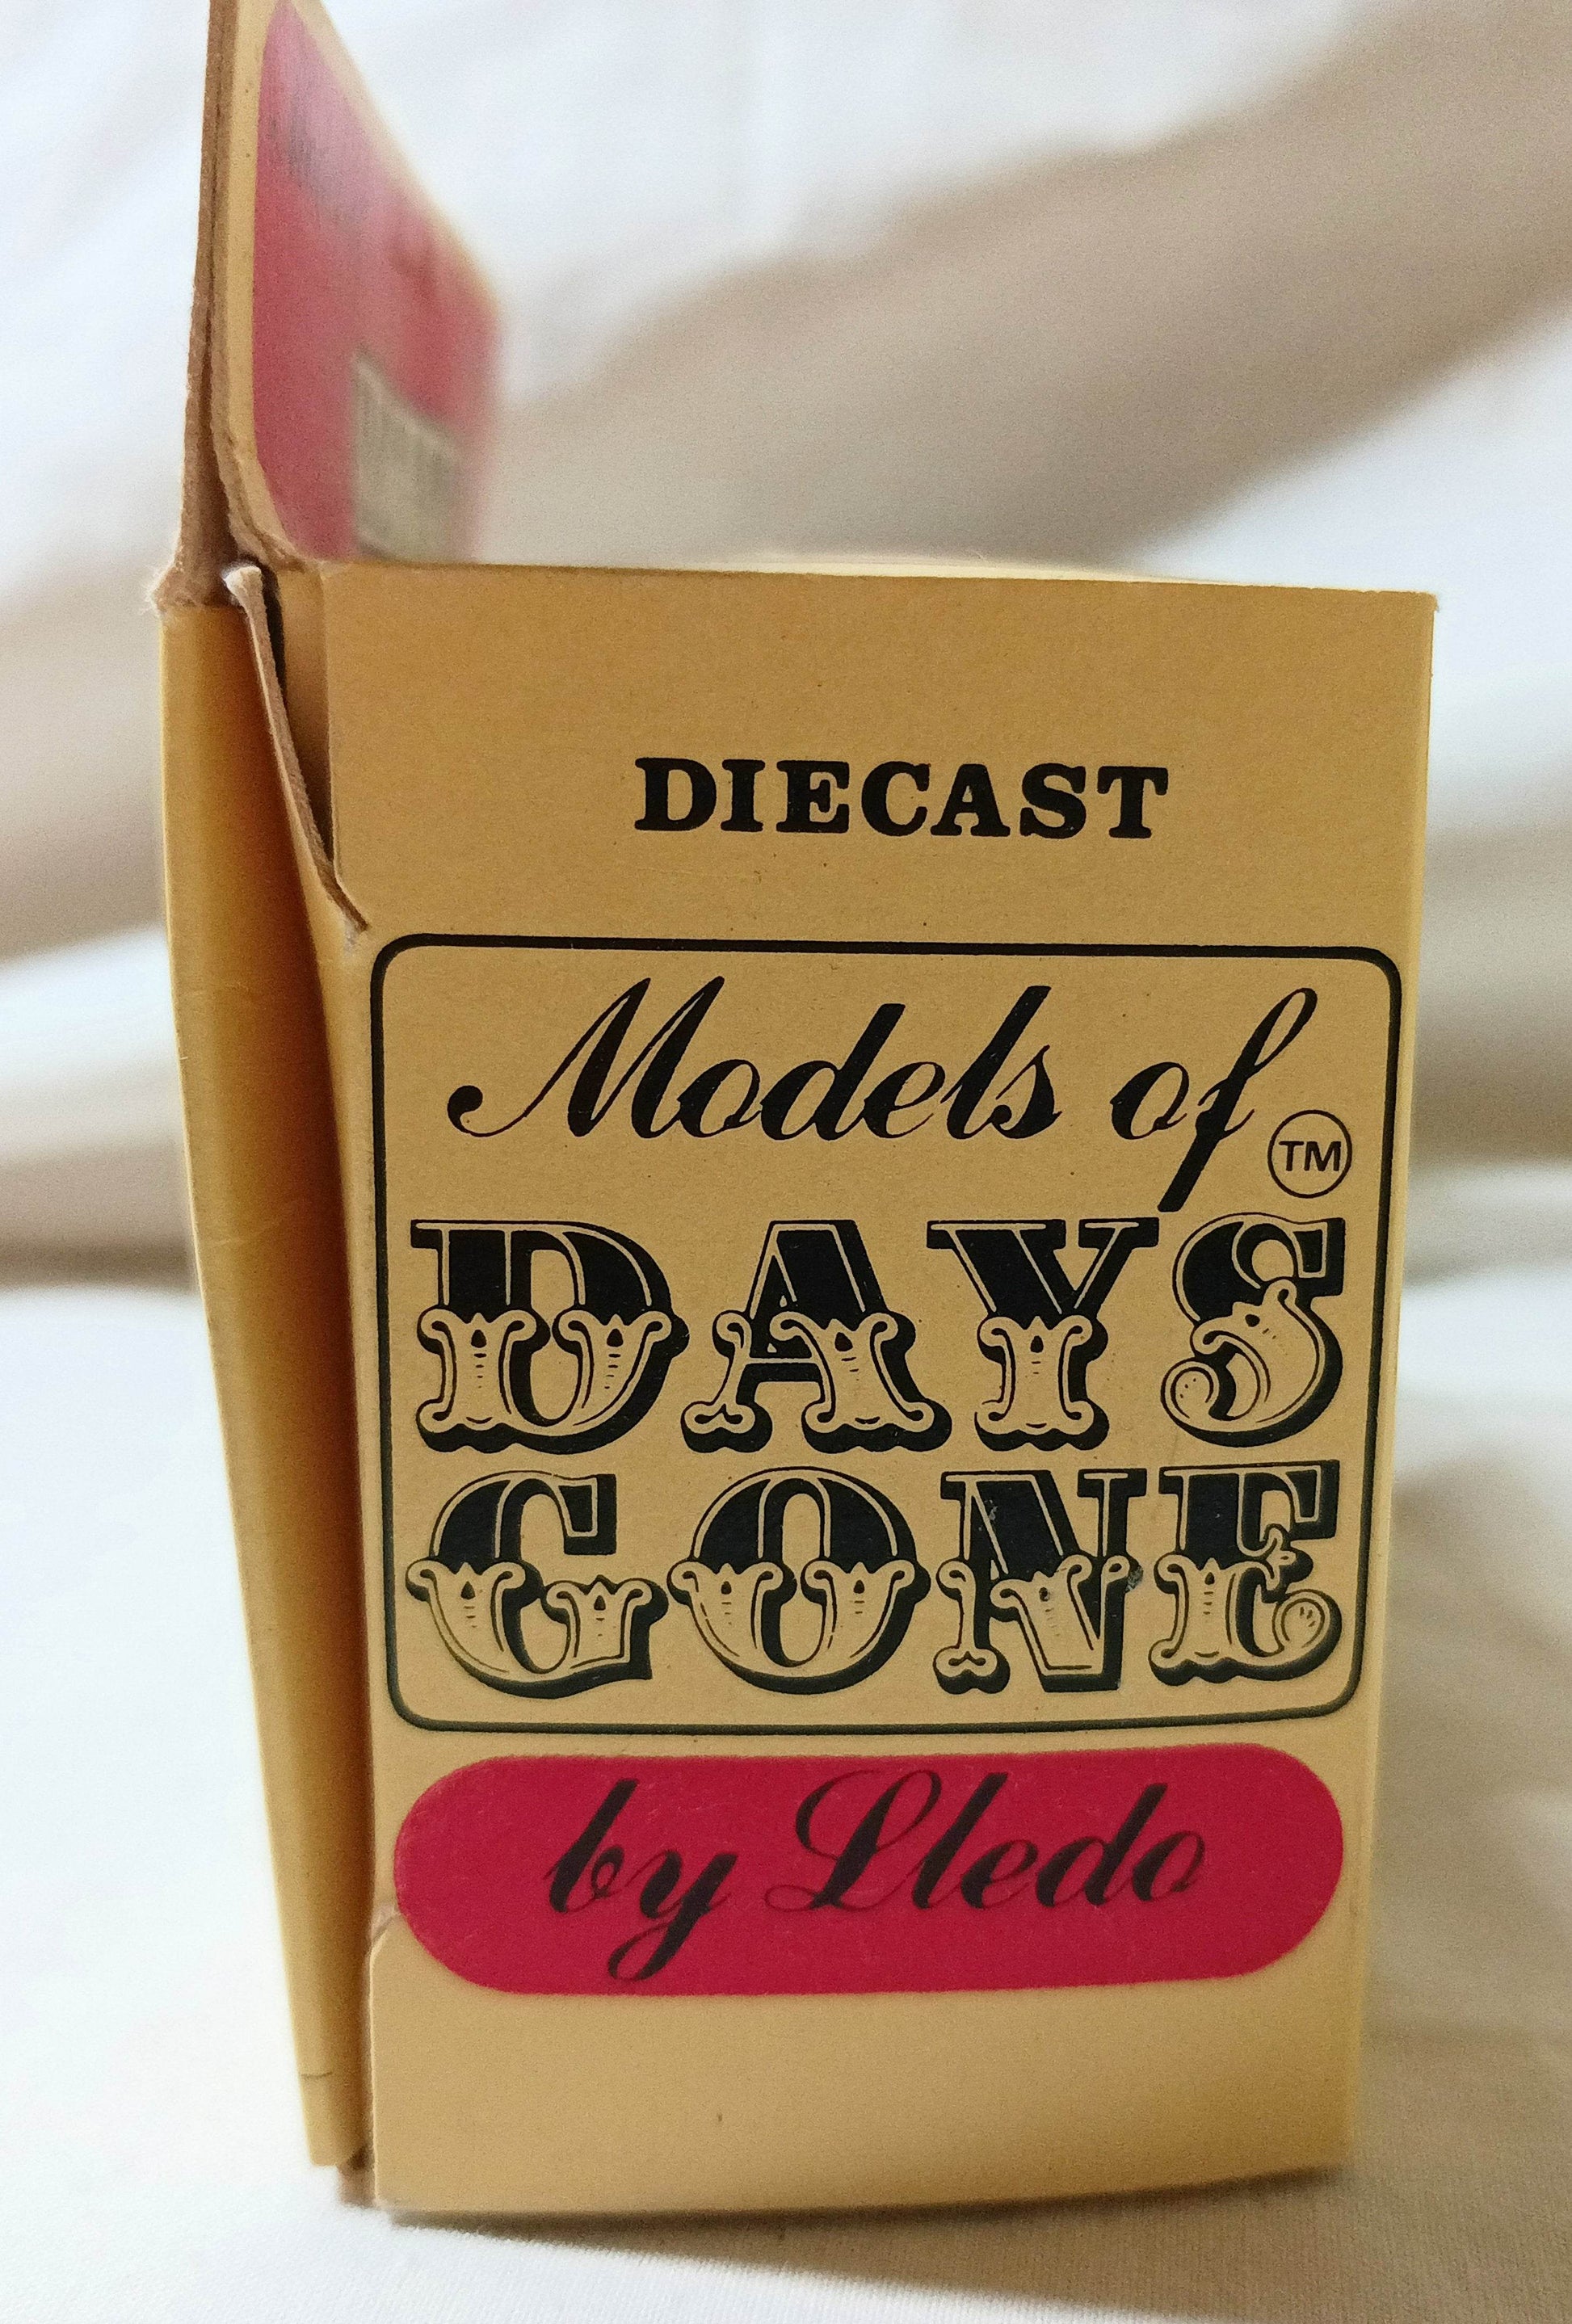 DIECAST
Models of
TM
DAYS
GONE
by Lledo